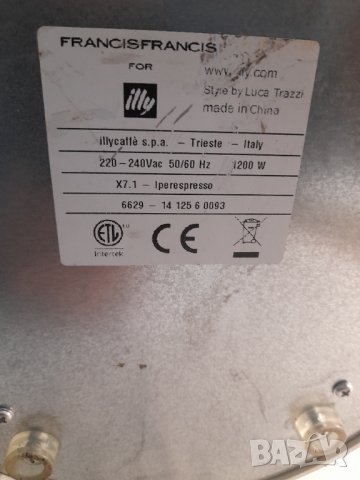 FRANCISFRANCIS
FOR
illy
www.illy.com
Style by Luca Trazzi
made in China
illycaffè s.p.a. - Trieste - Italy
220-240Vac 50/60 Hz 1200 W
X7.1 - Iperespresso
6629 - 14 125 6 0093
ETL
CE
Intertek
BAZAR